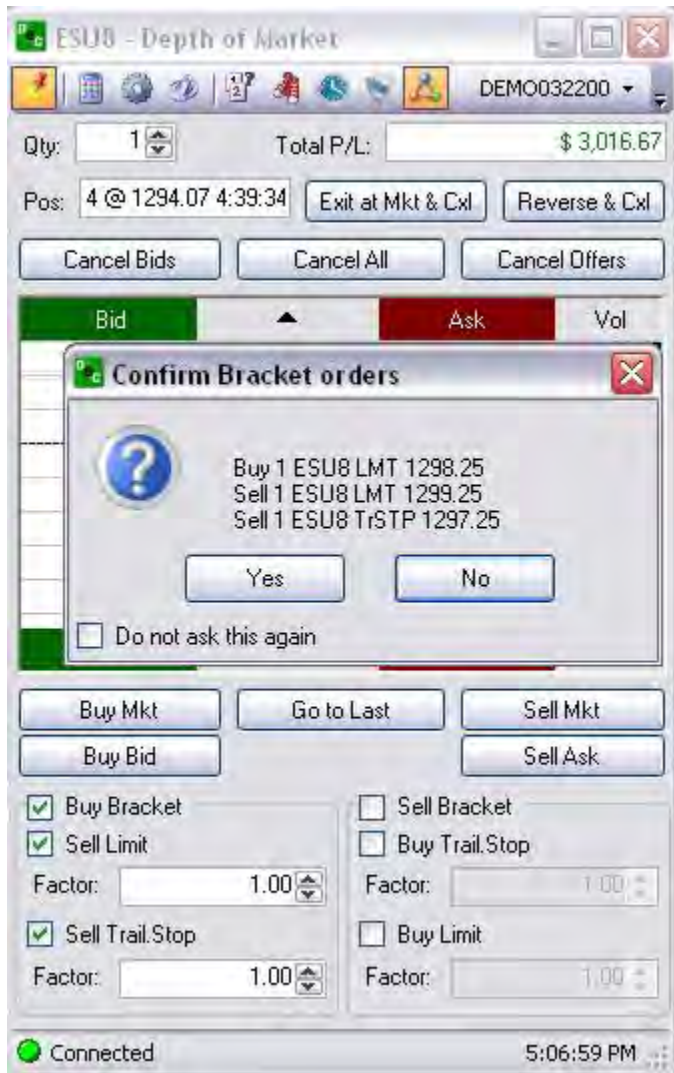 ESU8 - Depth of Market
DEMO032200
Qty: 1 Total P/L: $ 3,016.67
Pos: 4 @ 1294.07 4:39:34 Exit at Mkt & Cxl Reverse & Cxl
Cancel Bids Cancel All Cancel Offers
Bid Ask Vol
Confirm Bracket orders
Buy 1 ESU8 LMT 1298.25
Sell 1 ESU8 LMT 1299.25
Sell 1 ESU8 TrSTP 1297.25
Yes No
Do not ask this again
Buy Mkt Go to Last Sell Mkt
Buy Bid Sell Ask
Buy Bracket Sell Bracket
Sell Limit Buy Trail.Stop
Factor: 1.00 Factor: 1.00
Sell Trail.Stop Buy Limit
Factor: 1.00 Factor: 1.00
Connected 5:06:59 PM